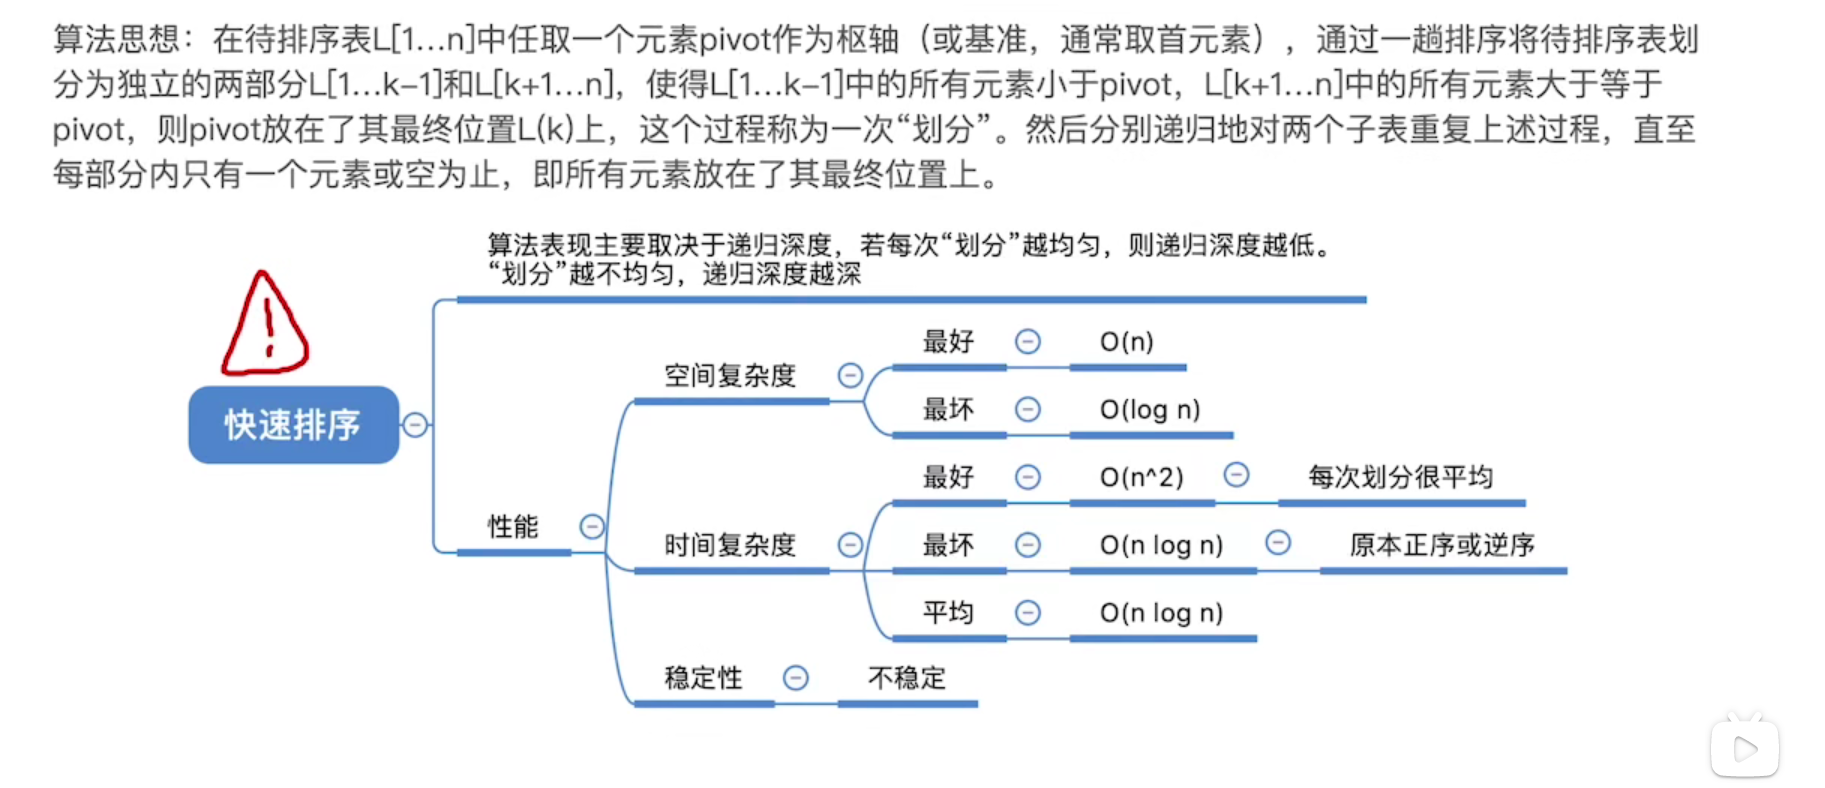 算法思想：在待排序表L[1…n]中任取一个元素pivot作为枢轴（或基准，通常取首元素），通过一趟排序将待排序表划
分为独立的两部分L[1…k-1]和L[k+1…n]，使得L[1…k-1]中的所有元素小于pivot，L[k+1…n]中的所有元素大于等于
pivot，则pivot放在了其最终位置L(k)上，这个过程称为一次“划分”。然后分别递归地对两个子表重复上述过程，直至
每部分内只有一个元素或空为止，即所有元素放在了其最终位置上。
算法表现主要取决于递归深度，若每次“划分”越均匀，则递归深度越低。
“划分”越不均匀，递归深度越深
快速排序
性能
空间复杂度
最好
O(n)
最坏
O(log n)
时间复杂度
最好
O(n^2)
每次划分很平均
最坏
O(n log n)
原本正序或逆序
平均
O(n log n)
稳定性
不稳定